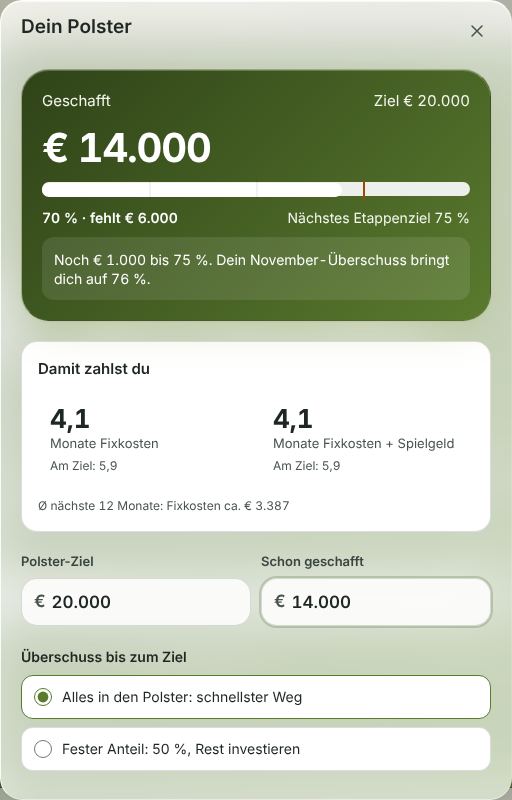 Dein Polster
Geschafft
Ziel € 20.000
€ 14.000
70 % · fehlt € 6.000
Nächstes Etappenziel 75 %
Noch € 1.000 bis 75 %. Dein November-Überschuss bringt
dich auf 76 %.
Damit zahlst du
4,1
Monate Fixkosten
Am Ziel: 5,9
4,1
Monate Fixkosten + Spielgeld
Am Ziel: 5,9
Ø nächste 12 Monate: Fixkosten ca. € 3.387
Polster-Ziel
€ 20.000
Schon geschafft
€ 14.000
Überschuss bis zum Ziel
Alles in den Polster: schnellster Weg
Fester Anteil: 50 %, Rest investieren